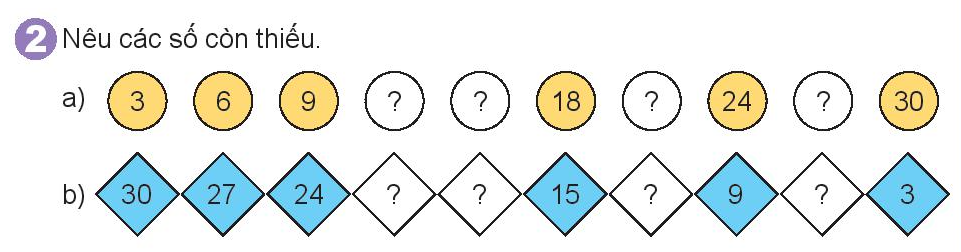 2 Nêu các số còn thiếu.
a) 3 6 9 ? ? 18 ? 24 ? 30
b) 30 27 24 ? ? 15 ? 9 ? 3